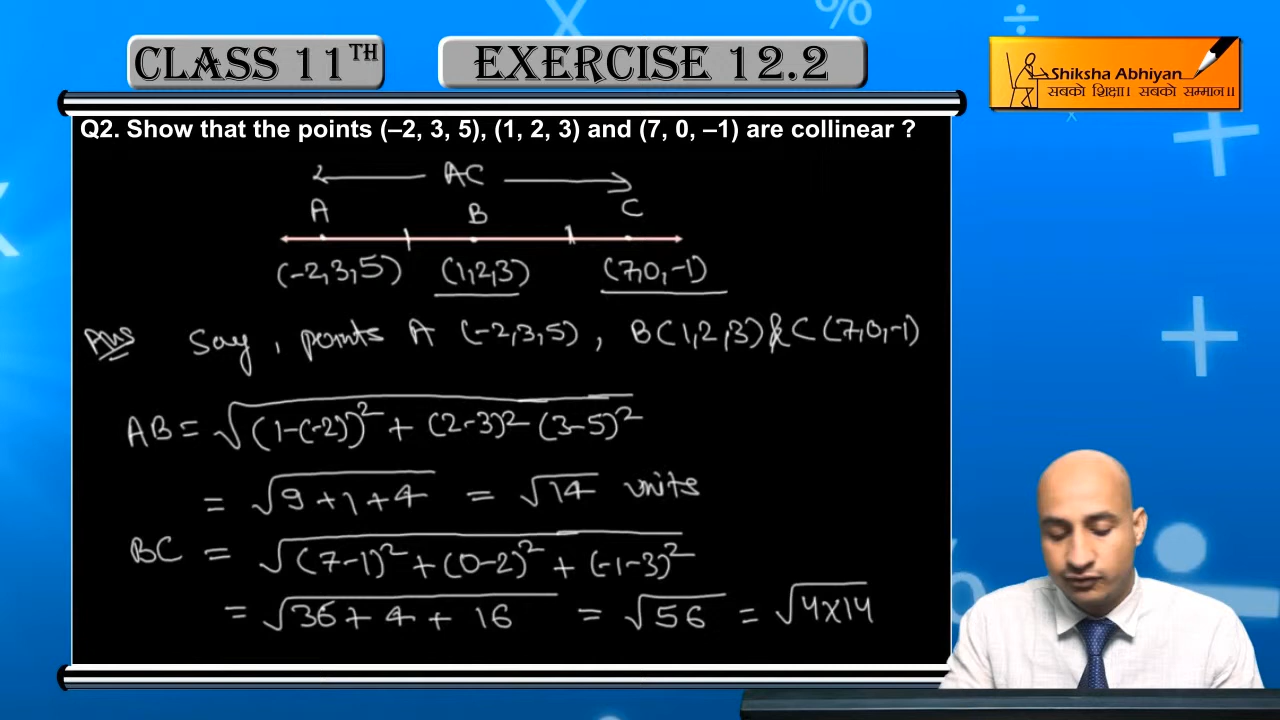 CLASS 11TH EXERCISE 12.2
Shiksha Abhiyan
सबको शिक्षा। सबको सम्मान।।
Q2. Show that the points (–2, 3, 5), (1, 2, 3) and (7, 0, –1) are collinear ?
AC
A B C
(-2,3,5) (1,2,3) (7,0,-1)
Ans Say, points A (-2,3,5), B(1,2,3) & C(7,0,-1)
AB = √(1-(-2))² + (2-3)² (3-5)²
= √9+1+4 = √14 units
BC = √(7-1)² + (0-2)² + (-1-3)²
= √36+4+16 = √56 = √4×14